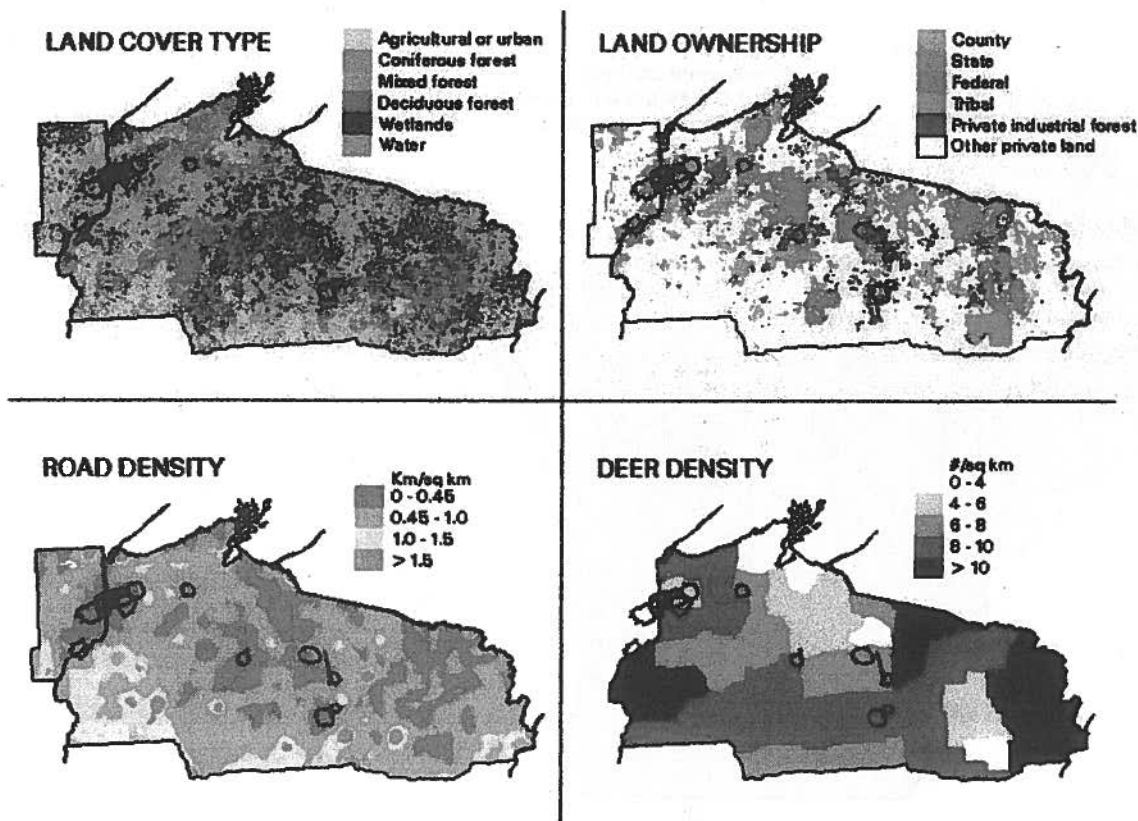 LAND COVER TYPE
Agricultural or urban
Coniferous forest
Mixed forest
Deciduous forest
Wetlands
Water
LAND OWNERSHIP
County
State
Federal
Tribal
Private industrial forest
Other private land
ROAD DENSITY
Km/sq km
0 - 0.45
0.45 - 1.0
1.0 - 1.5
> 1.5
DEER DENSITY
#/sq km
0 - 4
4 - 6
6 - 8
8 - 10
> 10